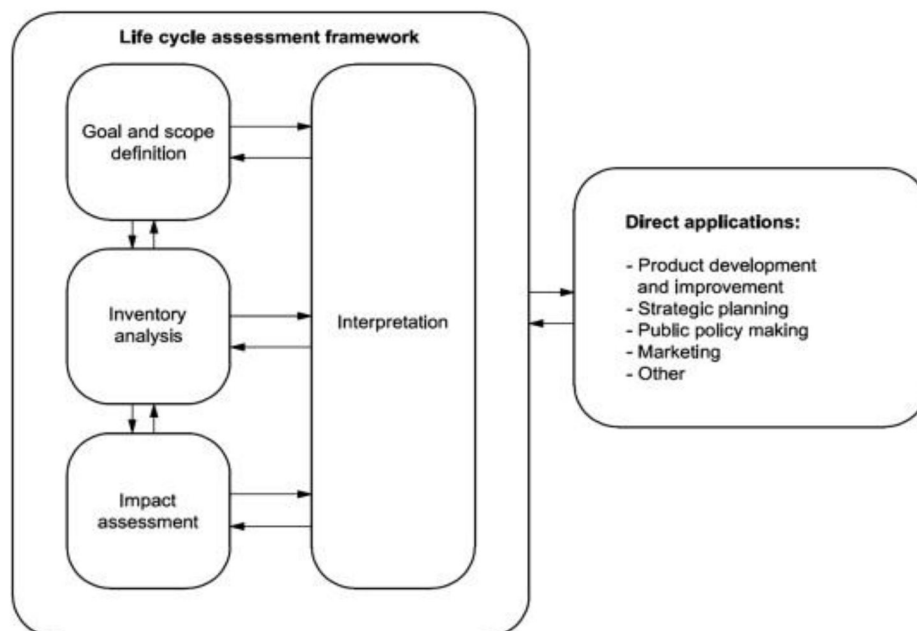 Life cycle assessment framework
Goal and scope
definition
Inventory
analysis
Impact
assessment
Interpretation
Direct applications:
- Product development
and improvement
- Strategic planning
- Public policy making
- Marketing
- Other